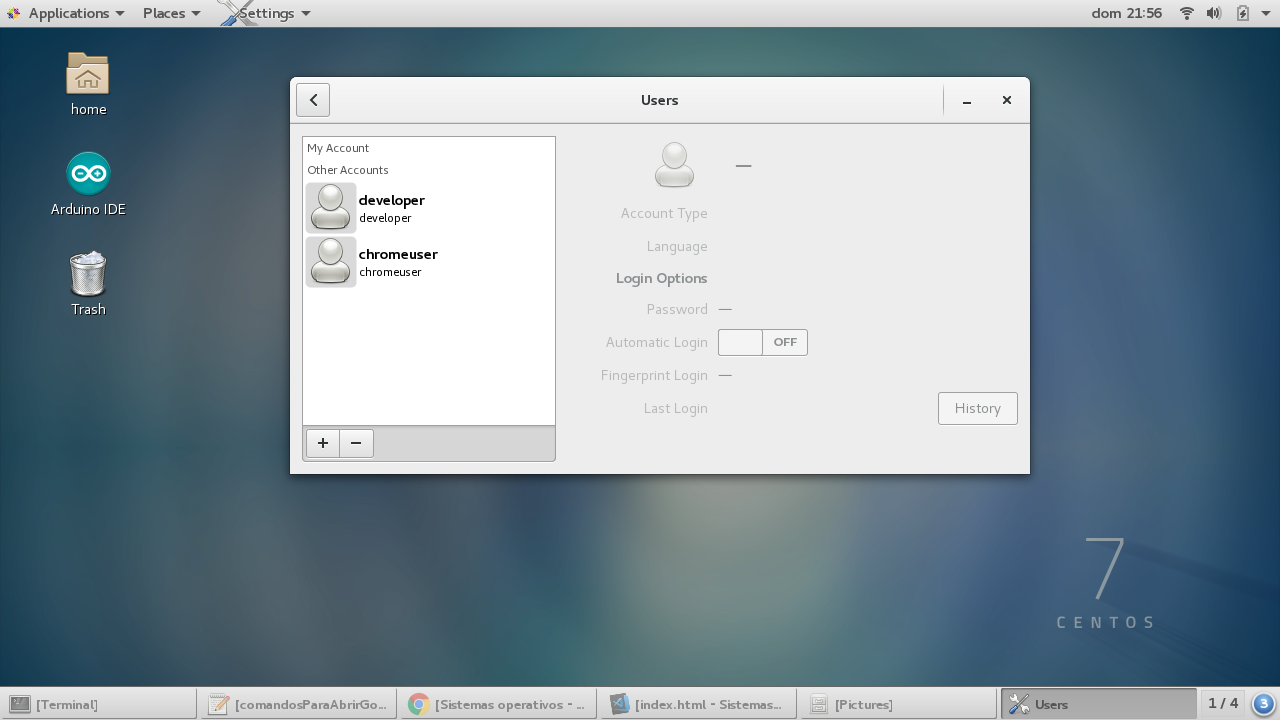 Applications Places Settings dom 21:56
home
Arduino IDE
Trash
Users
My Account
Other Accounts
developer
developer
chromeuser
chromeuser
+ −
—
Account Type
Language
Login Options
Password —
Automatic Login OFF
Fingerprint Login —
Last Login History
7
CENTOS
[Terminal] [comandosParaAbrirGo... [Sistemas operativos - ... [index.html - Sistemas... [Pictures] Users 1 / 4 3